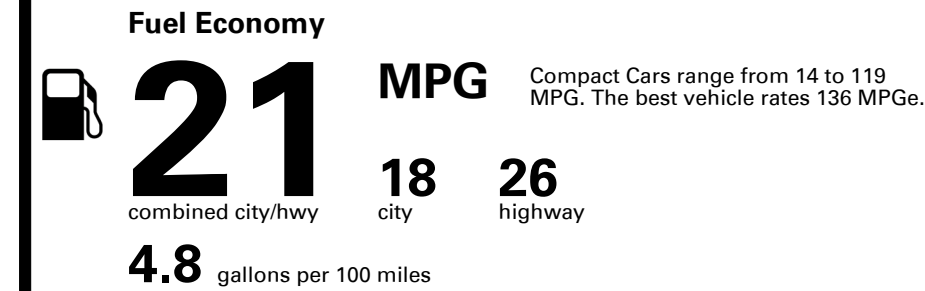 Fuel Economy
21 MPG
Compact Cars range from 14 to 119
MPG. The best vehicle rates 136 MPGe.
18 26
combined city/hwy city highway
4.8 gallons per 100 miles